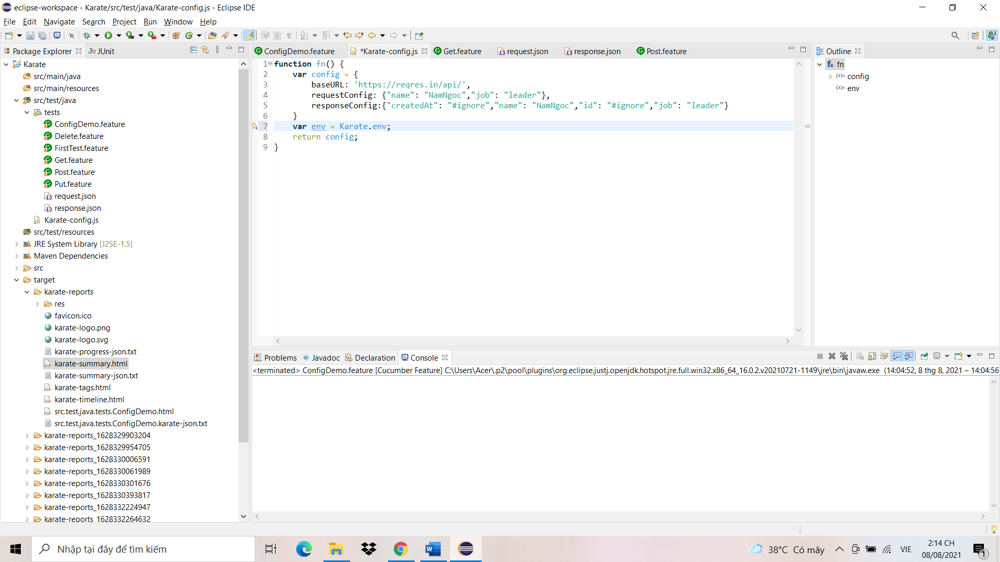 eclipse-workspace - Karate/src/test/java/Karate-config.js - Eclipse IDE
File Edit Navigate Search Project Run Window Help
Package Explorer JUnit
ConfigDemo.feature *Karate-config.js Get.feature request.json response.json Post.feature
Outline
Karate
src/main/java
src/main/resources
src/test/java
tests
ConfigDemo.feature
Delete.feature
FirstTest.feature
Get.feature
Post.feature
Put.feature
request.json
response.json
Karate-config.js
src/test/resources
JRE System Library [J2SE-1.5]
Maven Dependencies
src
target
karate-reports
res
favicon.ico
karate-logo.png
karate-logo.svg
karate-progress-json.txt
karate-summary.html
karate-summary-json.txt
karate-tags.html
karate-timeline.html
src.test.java.tests.ConfigDemo.html
src.test.java.tests.ConfigDemo.karate-json.txt
karate-reports_1628329903204
karate-reports_1628329954705
karate-reports_1628330006591
karate-reports_1628330061989
karate-reports_1628330301676
karate-reports_1628330393817
karate-reports_1628332224947
karate-reports_1628332264632
1 function fn() {
2 var config = {
3 baseURL: 'https://reqres.in/api/',
4 requestConfig: {"name": "NamNgoc","job": "leader"},
5 responseConfig:{"createdAt": "#ignore","name": "NamNgoc","id": "#ignore","job": "leader"}
6 }
7 var env = Karate.env;
8 return config;
9 }
fn
config
env
Problems Javadoc Declaration Console
<terminated> ConfigDemo.feature [Cucumber Feature] C:\Users\Acer\.p2\pool\plugins\org.eclipse.justj.openjdk.hotspot.jre.full.win32.x86_64_16.0.2.v20210721-1149\jre\bin\javaw.exe (14:04:52, 8 thg 8, 2021 – 14:04:56
Nhập tại đây để tìm kiếm
38°C Có mây
VIE
2:14 CH
08/08/2021
1